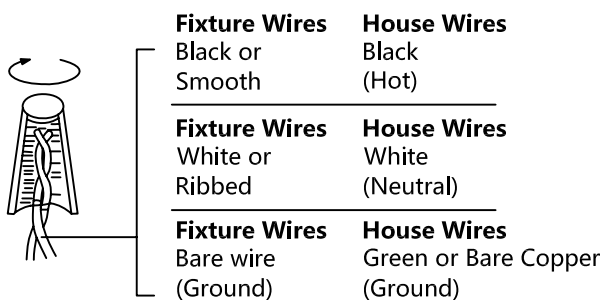 Fixture Wires House Wires
Black or Black
Smooth (Hot)
Fixture Wires House Wires
White or White
Ribbed (Neutral)
Fixture Wires House Wires
Bare wire Green or Bare Copper
(Ground) (Ground)